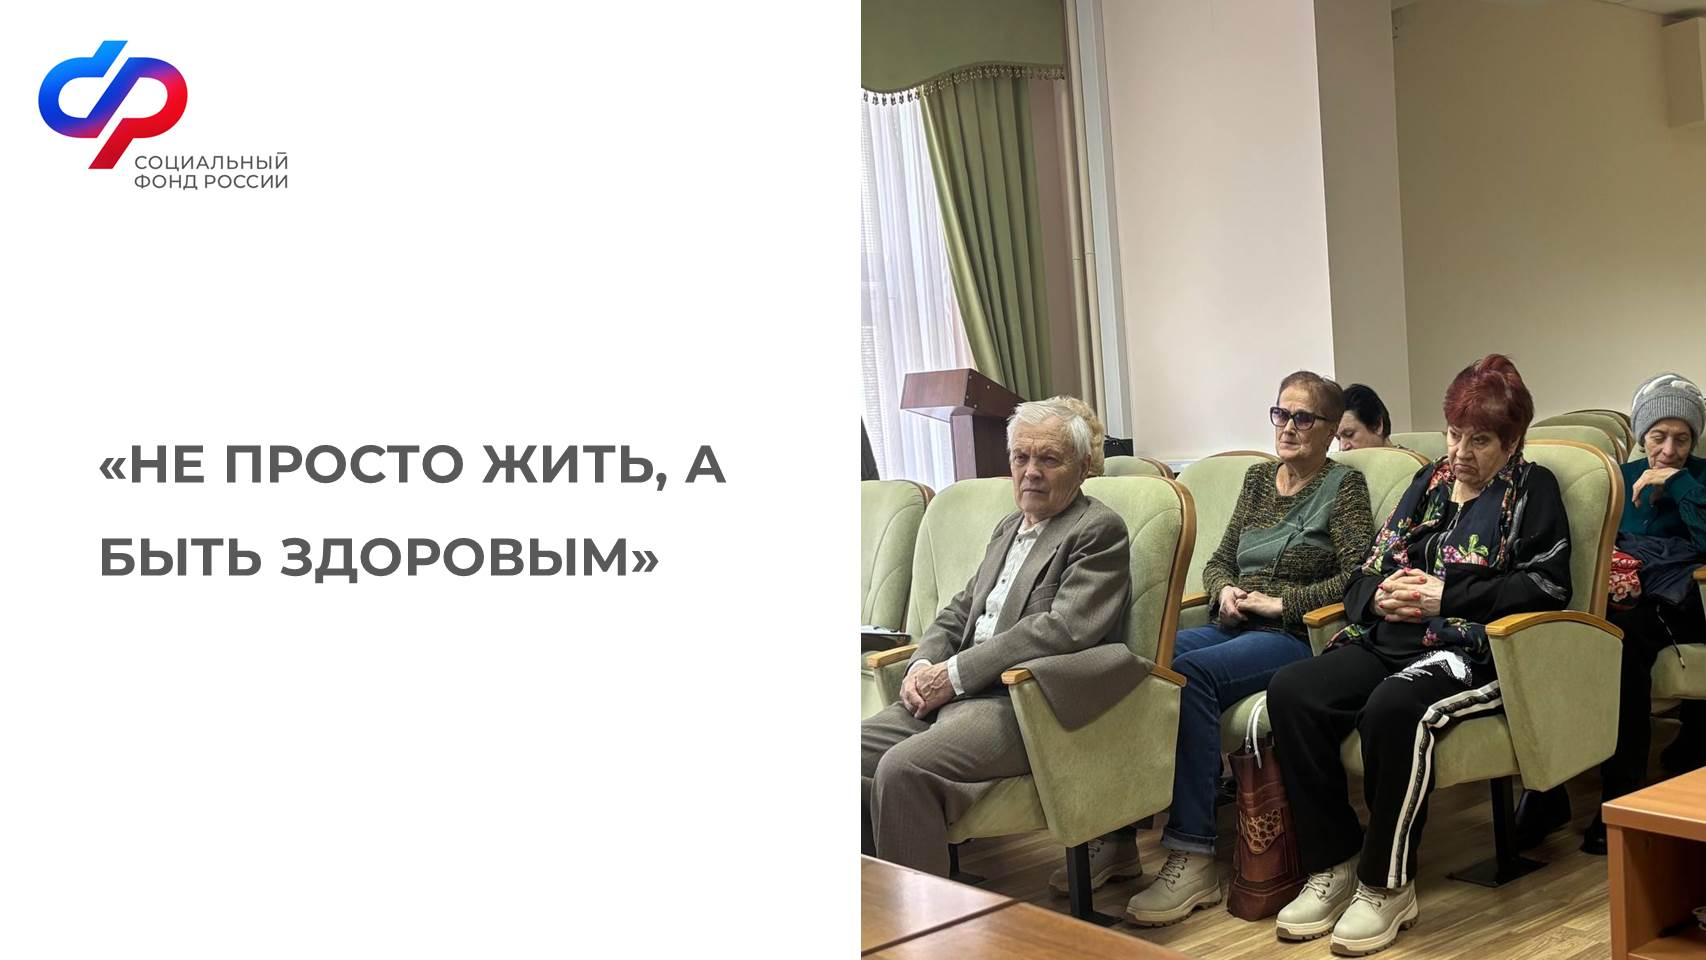 СОЦИАЛЬНЫЙ
ФОНД РОССИИ
«НЕ ПРОСТО ЖИТЬ, А
БЫТЬ ЗДОРОВЫМ»